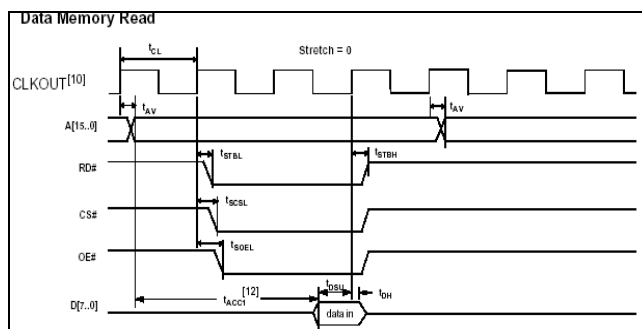 Data Memory Read
tCL
Stretch = 0
CLKOUT[10]
tAV
tAV
A[15..0]
tSTBL
tSTBH
RD#
tSCSL
CS#
tSOEL
OE#
[12]
tDSU
tACC1
tDH
D[7..0]
data in